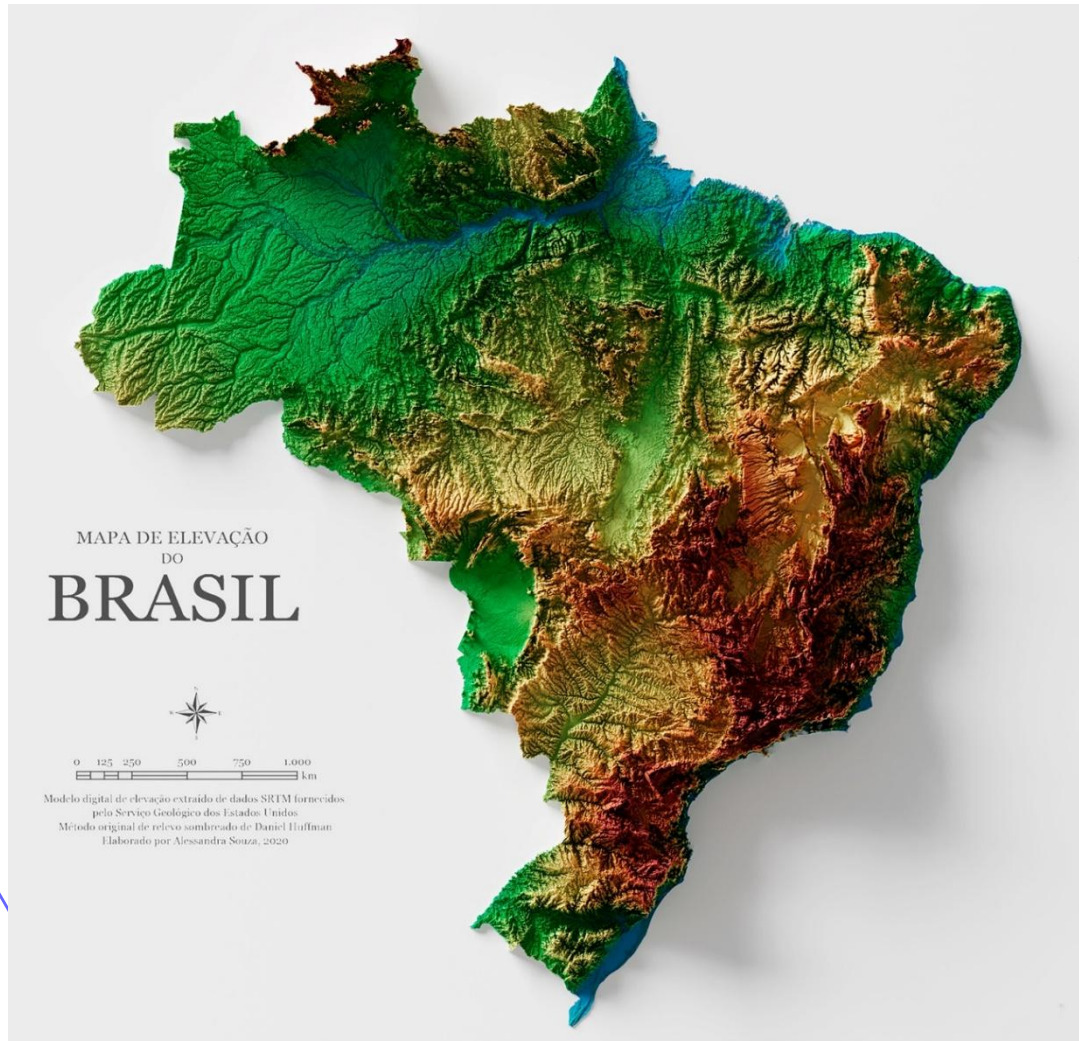 MAPA DE ELEVAÇÃO
DO
BRASIL
0 125 250 500 750 1.000
km
Modelo digital de elevação extraído de dados SRTM fornecidos
pelo Serviço Geológico dos Estados Unidos
Método original de relevo sombreado de Daniel Huffman
Elaborado por Alessandra Souza, 2020